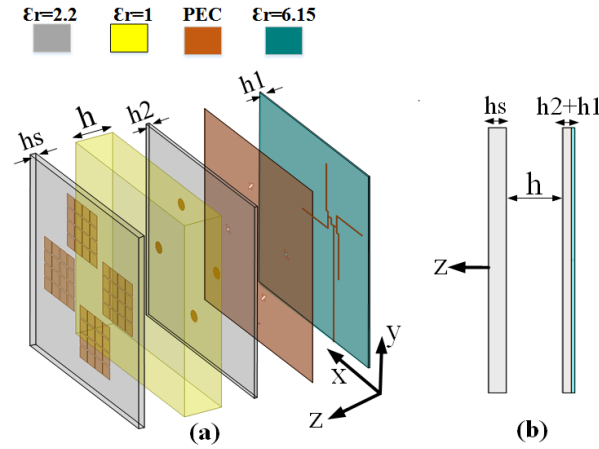 εr=2.2 εr=1 PEC εr=6.15
hs h h2 h1
y
x
z
(a)
hs h2+h1
h
z
(b)